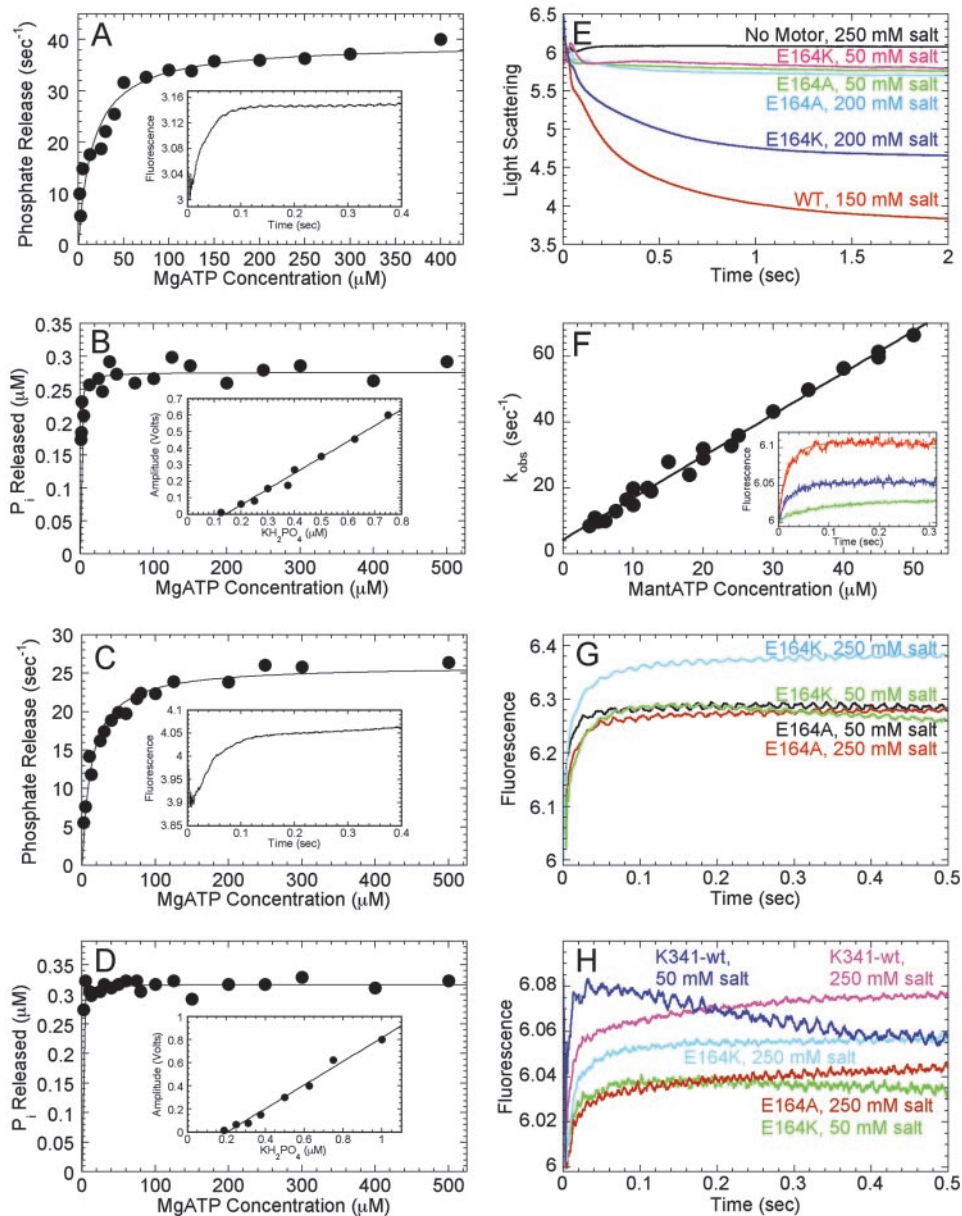 A
Phosphate Release (sec⁻¹)
40
30
20
10
0
0 50 100 150 200 250 300 350 400
MgATP Concentration (μM)
Fluorescence
3.16
3.12
3.08
3.04
3
0 0.1 0.2 0.3 0.4
Time (sec)
B
Pᵢ Released (μM)
0.35
0.3
0.25
0.2
0.15
0.1
0.05
0
0 100 200 300 400 500
MgATP Concentration (μM)
Amplitude (Volts)
0.7
0.6
0.5
0.4
0.3
0.2
0.1
0
0 0.2 0.4 0.6 0.8
KH₂PO₄ (μM)
C
Phosphate Release (sec⁻¹)
30
25
20
15
10
5
0
0 100 200 300 400 500
MgATP Concentration (μM)
Fluorescence
4.1
4.05
4
3.95
3.9
3.85
0 0.1 0.2 0.3 0.4
Time (sec)
D
Pᵢ Released (μM)
0.35
0.3
0.25
0.2
0.15
0.1
0.05
0
0 100 200 300 400 500
MgATP Concentration (μM)
Amplitude (Volts)
1
0.8
0.6
0.4
0.2
0
0 0.2 0.4 0.6 0.8 1
KH₂PO₄ (μM)
E
Light Scattering
6.5
6
5.5
5
4.5
4
3.5
No Motor, 250 mM salt
E164K, 50 mM salt
E164A, 50 mM salt
E164A, 200 mM salt
E164K, 200 mM salt
WT, 150 mM salt
0 0.5 1 1.5 2
Time (sec)
F
k_obs (sec⁻¹)
60
40
20
0
0 10 20 30 40 50
MantATP Concentration (μM)
Fluorescence
6.1
6.05
6
0 0.1 0.2 0.3
Time (sec)
G
Fluorescence
6.4
6.3
6.2
6.1
6
E164K, 250 mM salt
E164K, 50 mM salt
E164A, 50 mM salt
E164A, 250 mM salt
0 0.1 0.2 0.3 0.4 0.5
Time (sec)
H
Fluorescence
6.08
6.06
6.04
6.02
6
K341-wt,
50 mM salt
K341-wt,
250 mM salt
E164K, 250 mM salt
E164A, 250 mM salt
E164K, 50 mM salt
0 0.1 0.2 0.3 0.4 0.5
Time (sec)